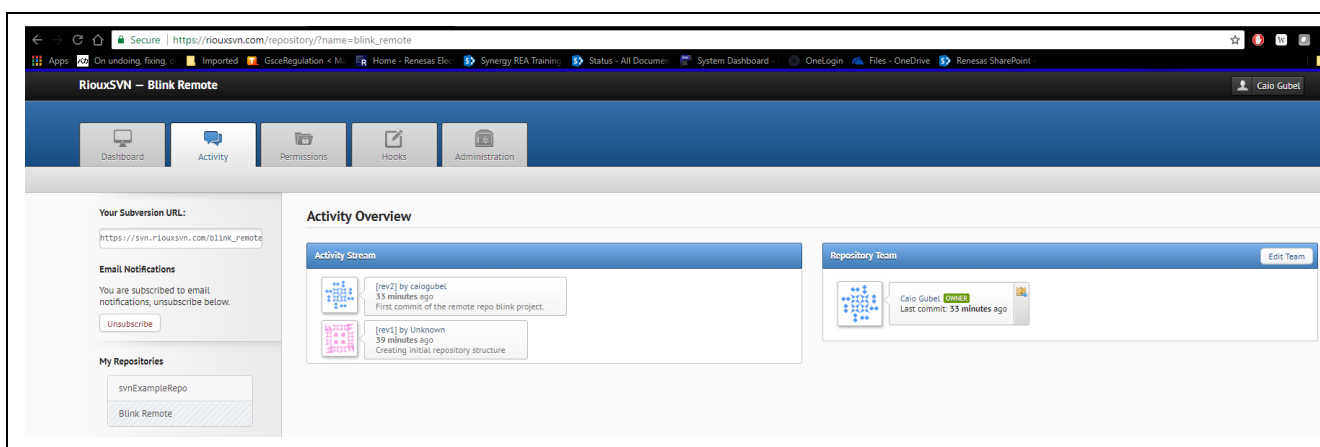 Secure | https://riouxsvn.com/repository/?name=blink_remote
Apps On undoing, fixing, o Imported GsceRegulation < Ma Home - Renesas Elec Synergy REA Training Status - All Documen System Dashboard - OneLogin Files - OneDrive Renesas SharePoint -
RiouxSVN — Blink Remote
Caio Gubel
Dashboard
Activity
Permissions
Hooks
Administration
Your Subversion URL:
https://svn.riouxsvn.com/blink_remote
Email Notifications
You are subscribed to email
notifications, unsubscribe below.
Unsubscribe
My Repositories
svnExampleRepo
Blink Remote
Activity Overview
Activity Stream
[rev2] by caiogubel
33 minutes ago
First commit of the remote repo blink project.
[rev1] by Unknown
39 minutes ago
Creating initial repository structure
Repository Team
Edit Team
Caio Gubel OWNER
Last commit: 33 minutes ago